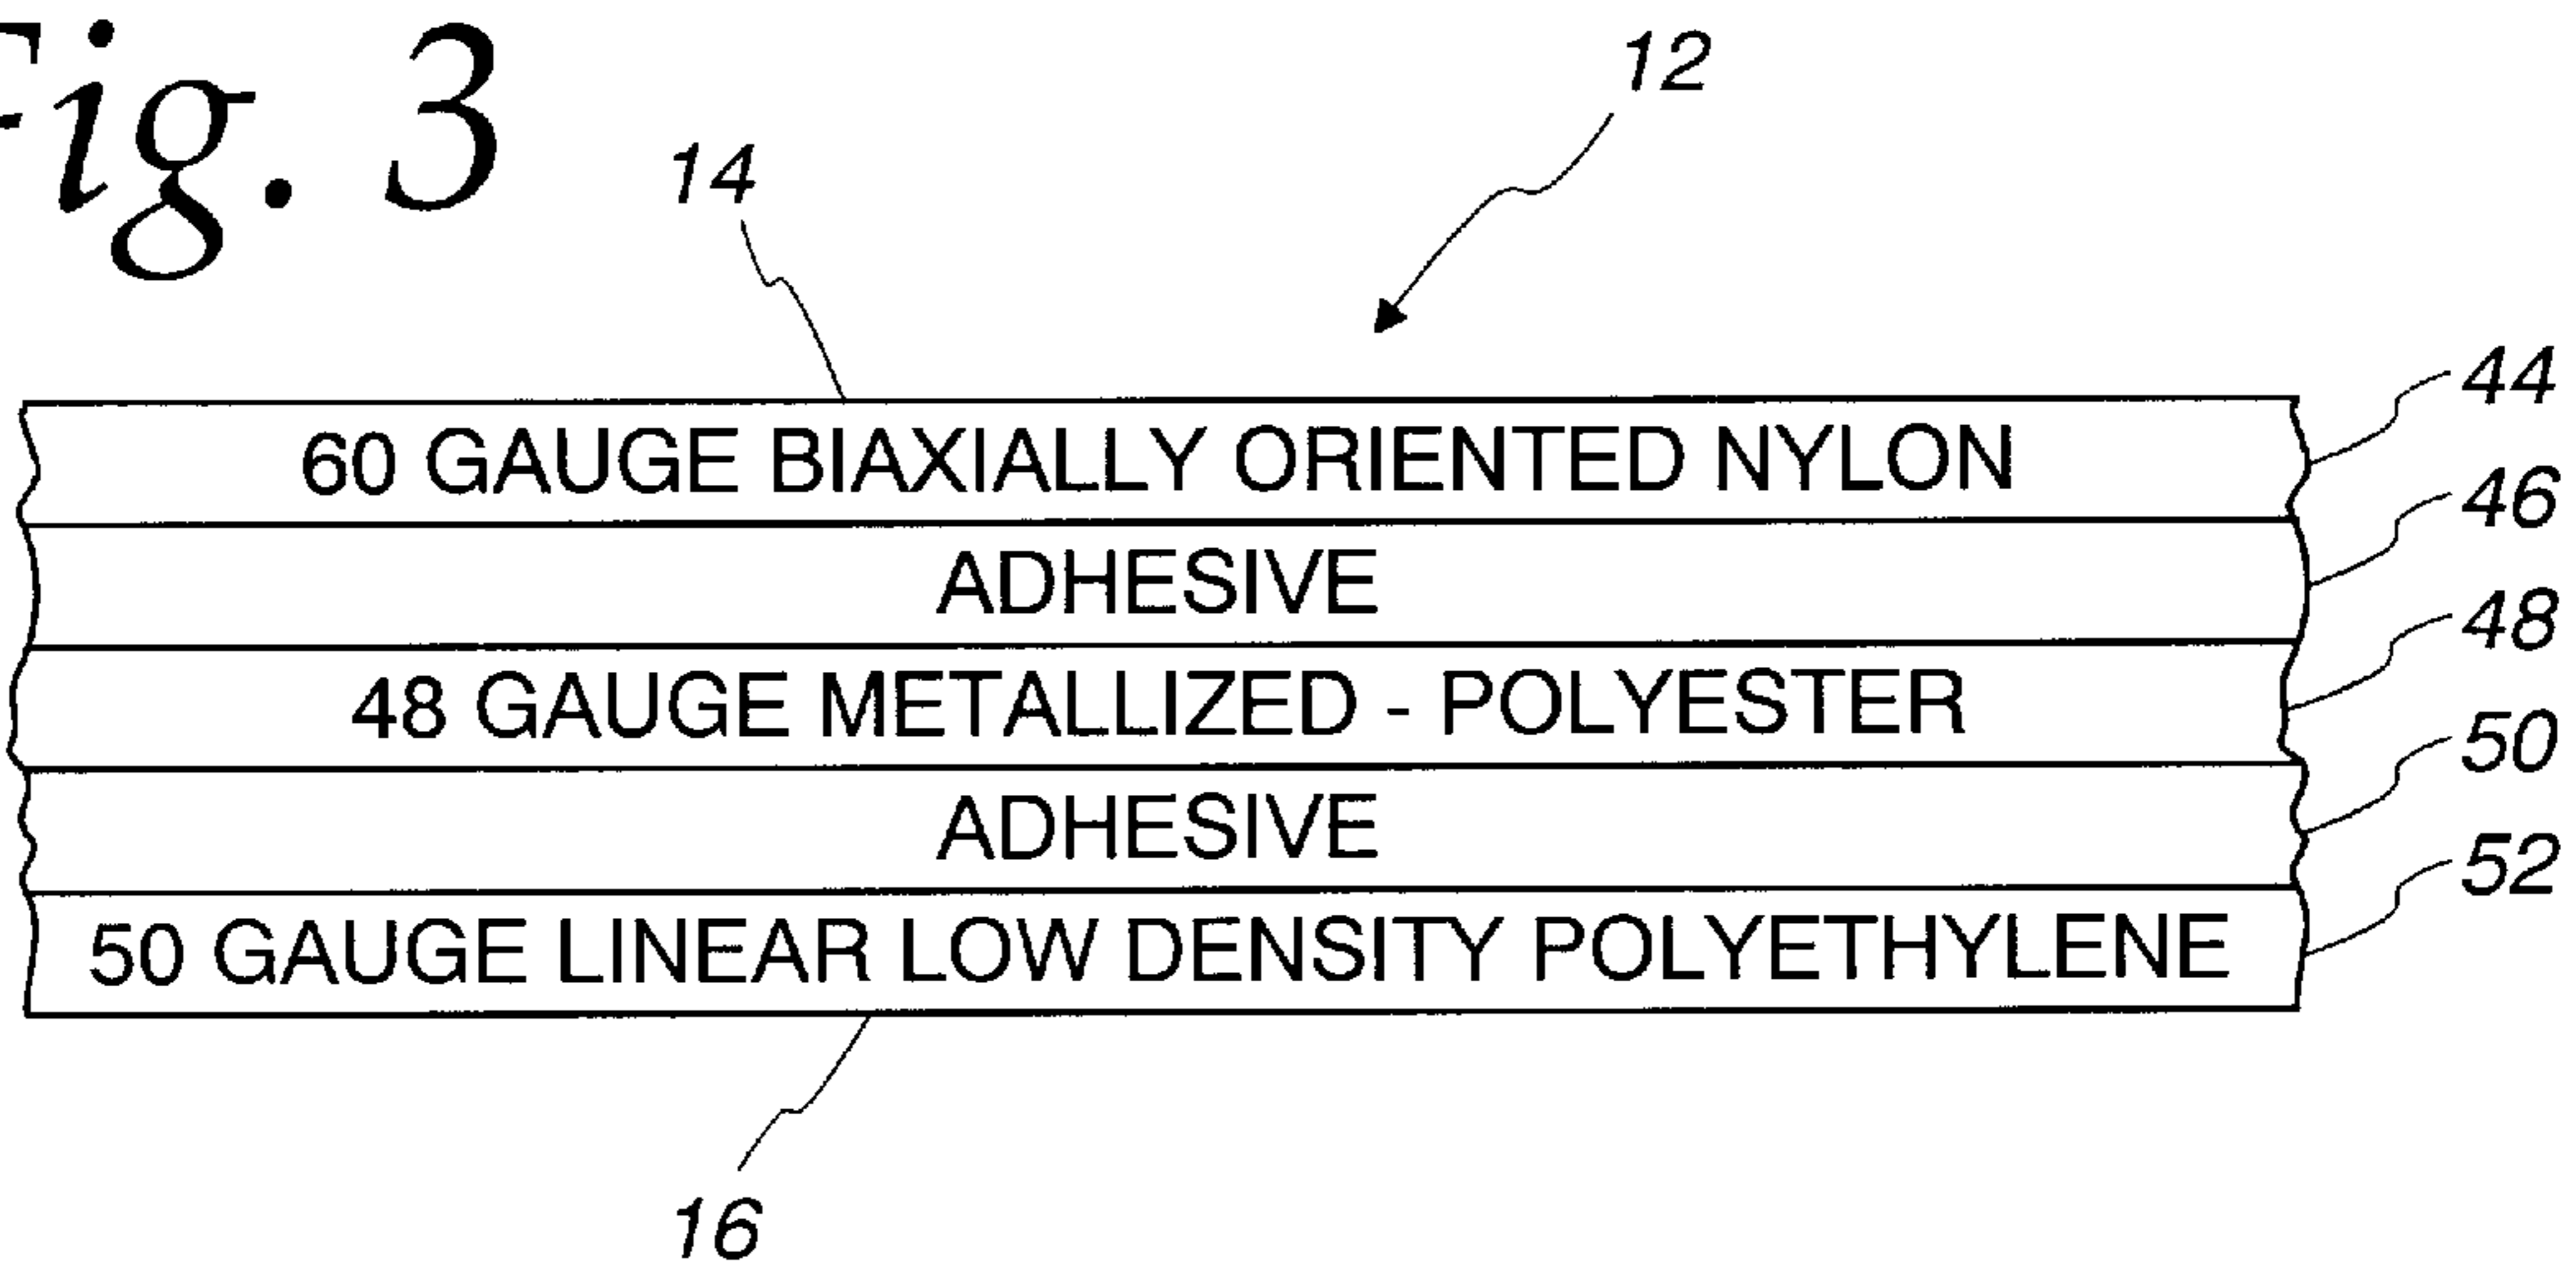 Fig. 3
12
14
44
60 GAUGE BIAXIALLY ORIENTED NYLON
46
ADHESIVE
48
48 GAUGE METALLIZED - POLYESTER
50
ADHESIVE
52
50 GAUGE LINEAR LOW DENSITY POLYETHYLENE
16